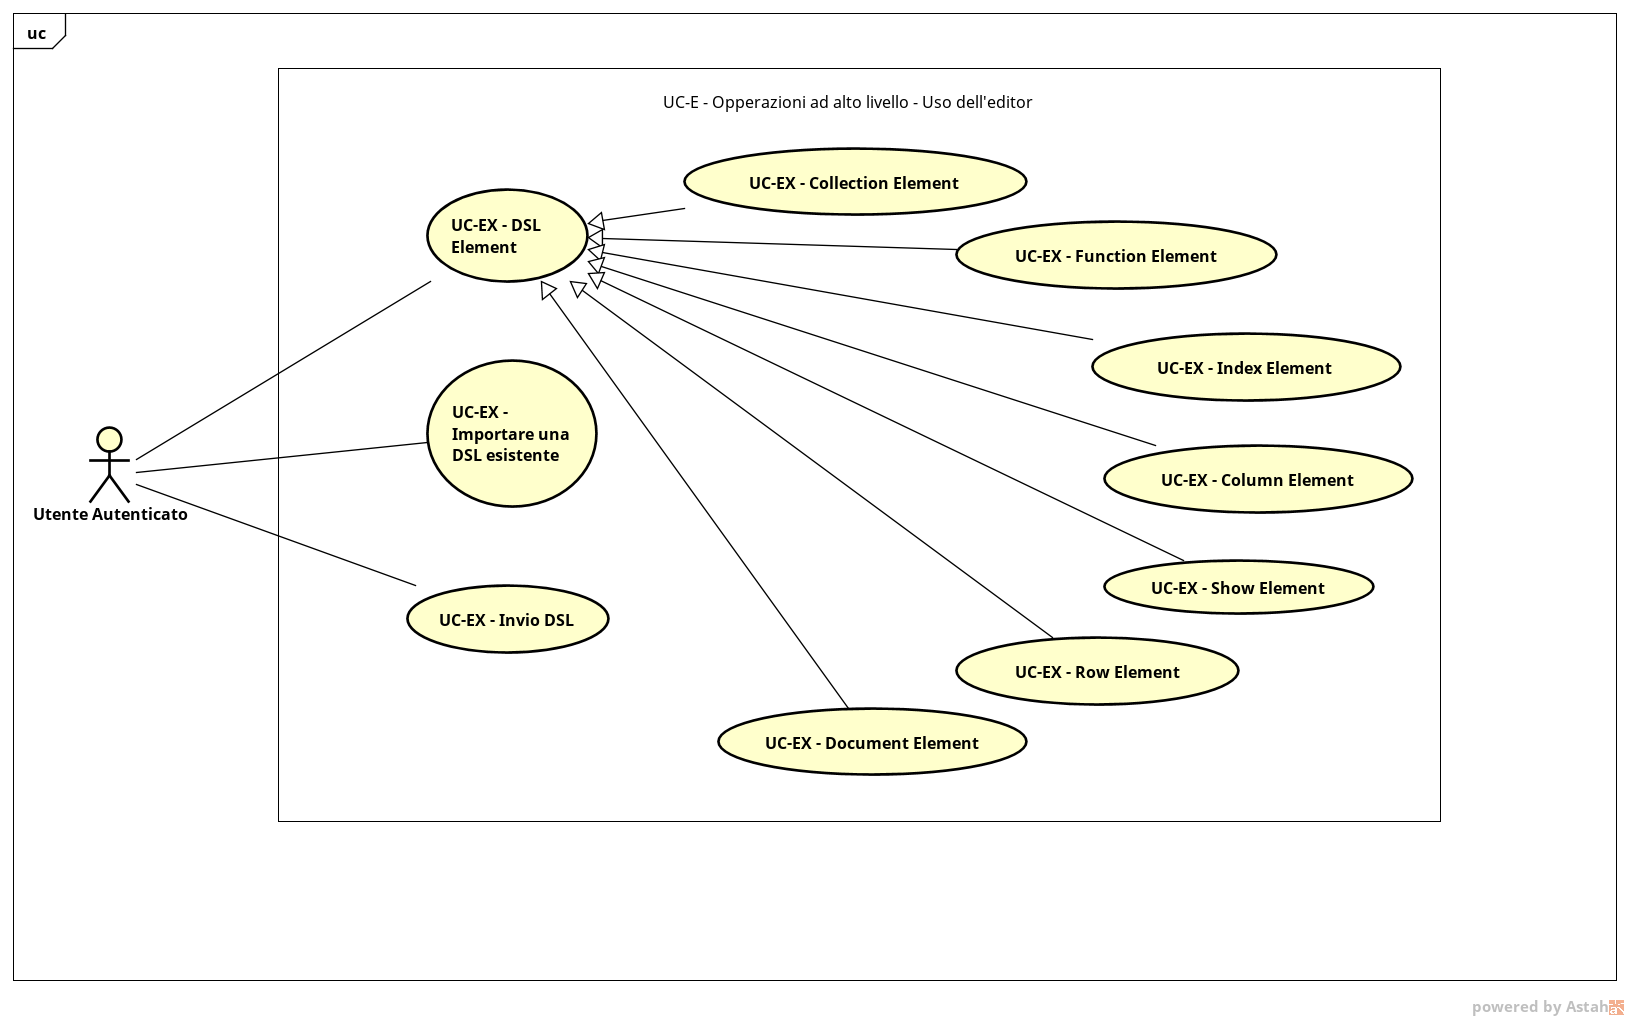 uc
UC-E - Opperazioni ad alto livello - Uso dell'editor
UC-EX - Collection Element
UC-EX - DSL
Element
UC-EX - Function Element
UC-EX - Index Element
UC-EX -
Importare una
DSL esistente
UC-EX - Column Element
Utente Autenticato
UC-EX - Show Element
UC-EX - Invio DSL
UC-EX - Row Element
UC-EX - Document Element
powered by Astah